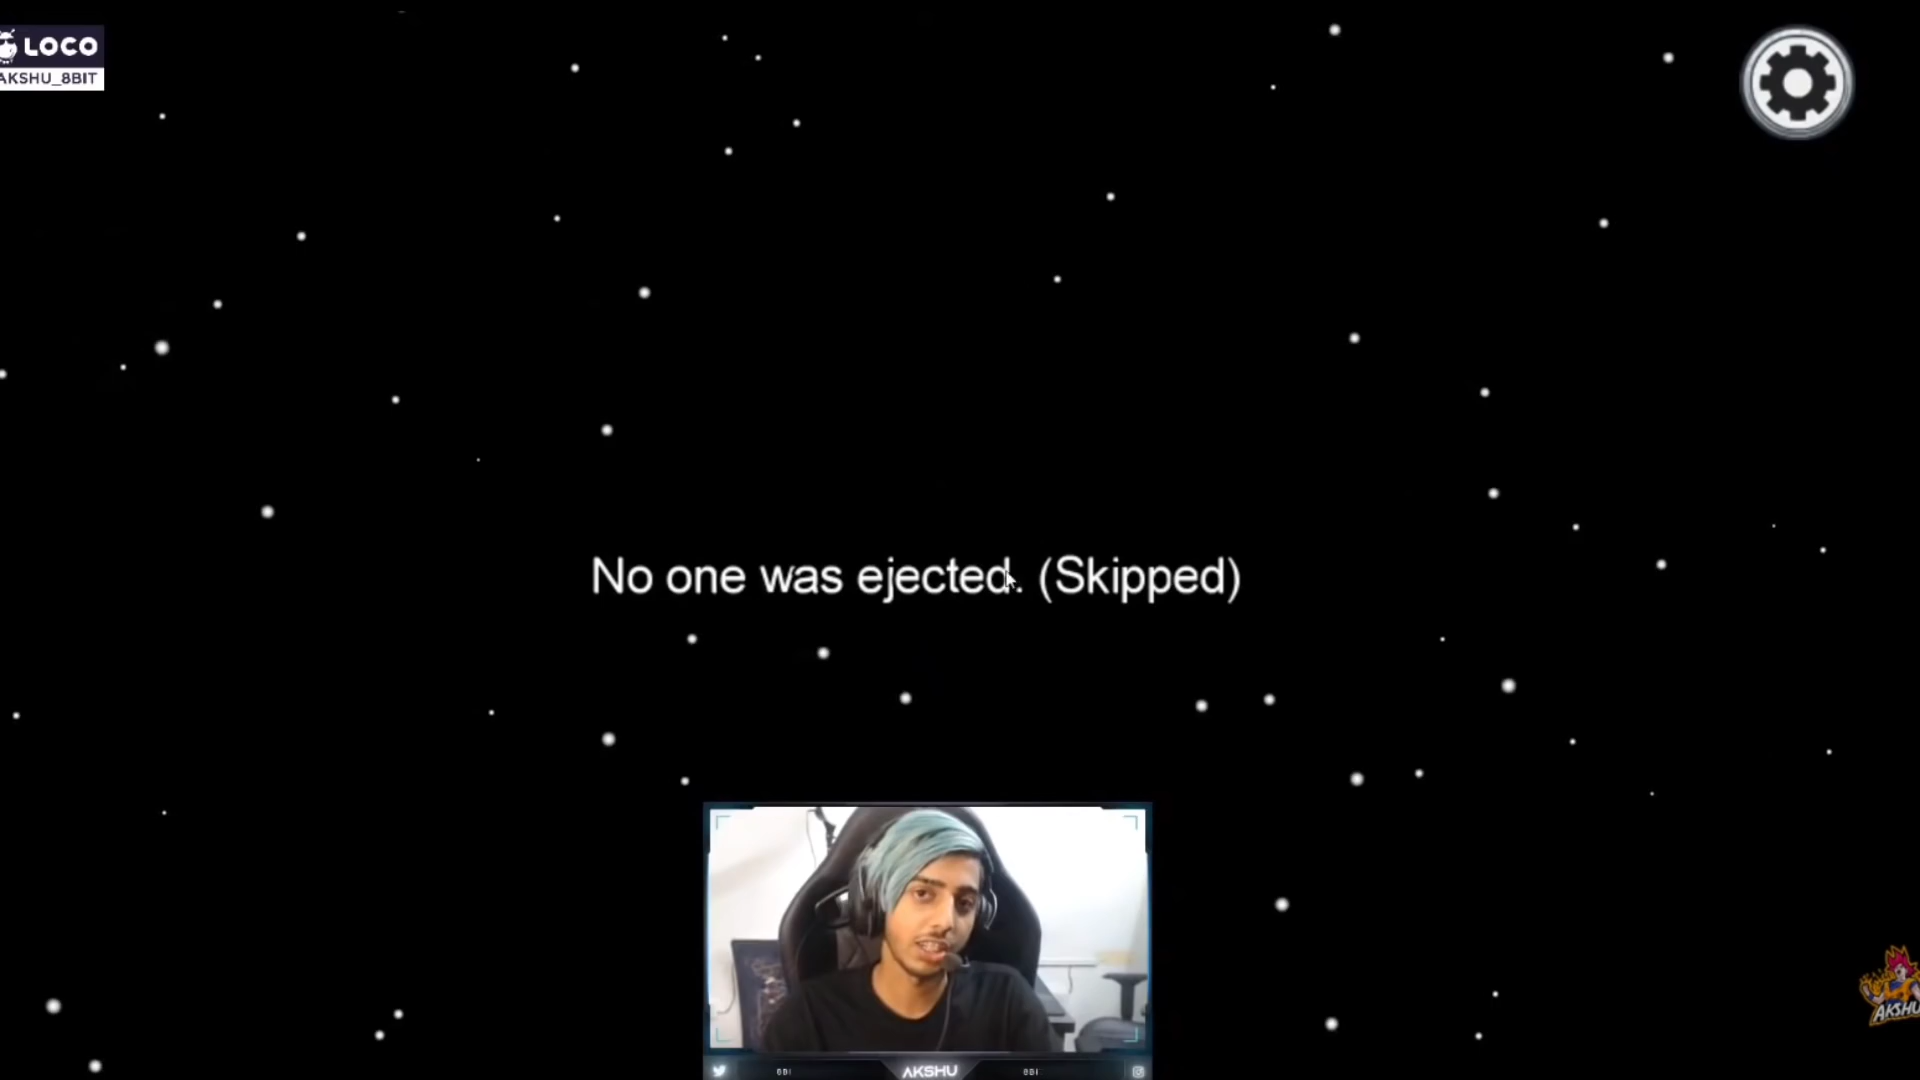 LOCO
AKSHU_8BIT
No one was ejected. (Skipped)
AKSHU
AKSHU